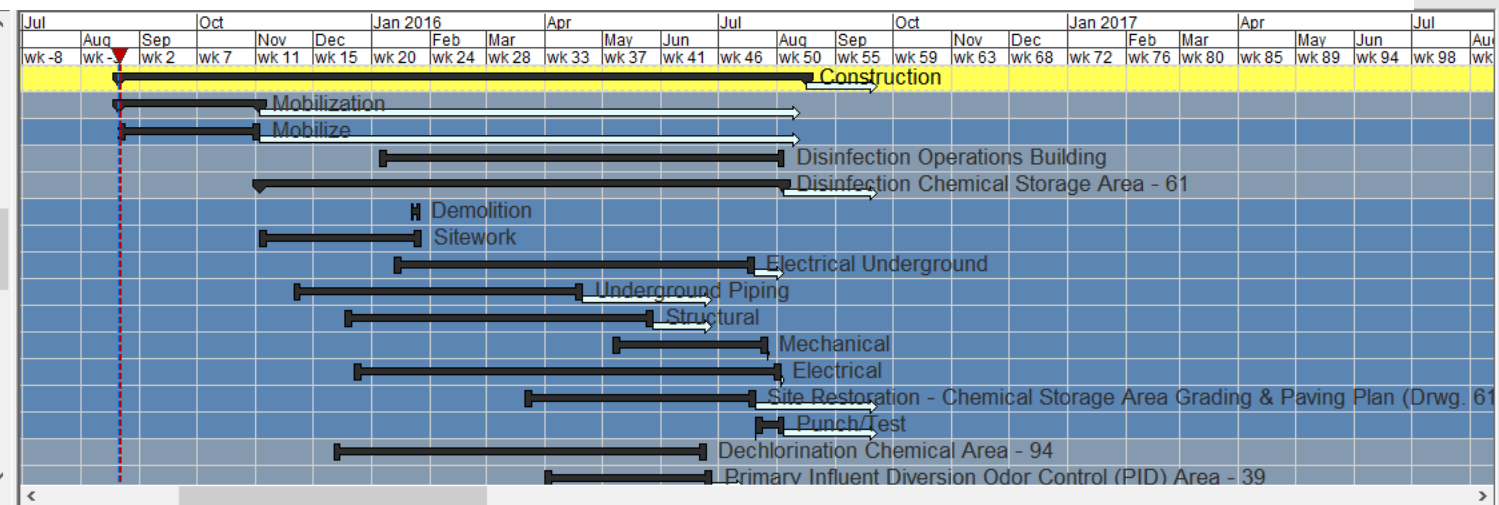 Jul Oct Jan 2016 Apr Jul Oct Jan 2017 Apr Jul
Aug Sep Nov Dec Feb Mar May Jun Aug Sep Nov Dec Feb Mar May Jun
wk -8 wk 2 wk 7 wk 11 wk 15 wk 20 wk 24 wk 28 wk 33 wk 37 wk 41 wk 46 wk 50 wk 55 wk 59 wk 63 wk 68 wk 72 wk 76 wk 80 wk 85 wk 89 wk 94 wk 98 wk
Construction
Mobilization
Mobilize
Disinfection Operations Building
Disinfection Chemical Storage Area - 61
Demolition
Sitework
Electrical Underground
Underground Piping
Structural
Mechanical
Electrical
Site Restoration - Chemical Storage Area Grading & Paving Plan (Drwg. 61
Punch/Test
Dechlorination Chemical Area - 94
Primary Influent Diversion Odor Control (PID) Area - 39